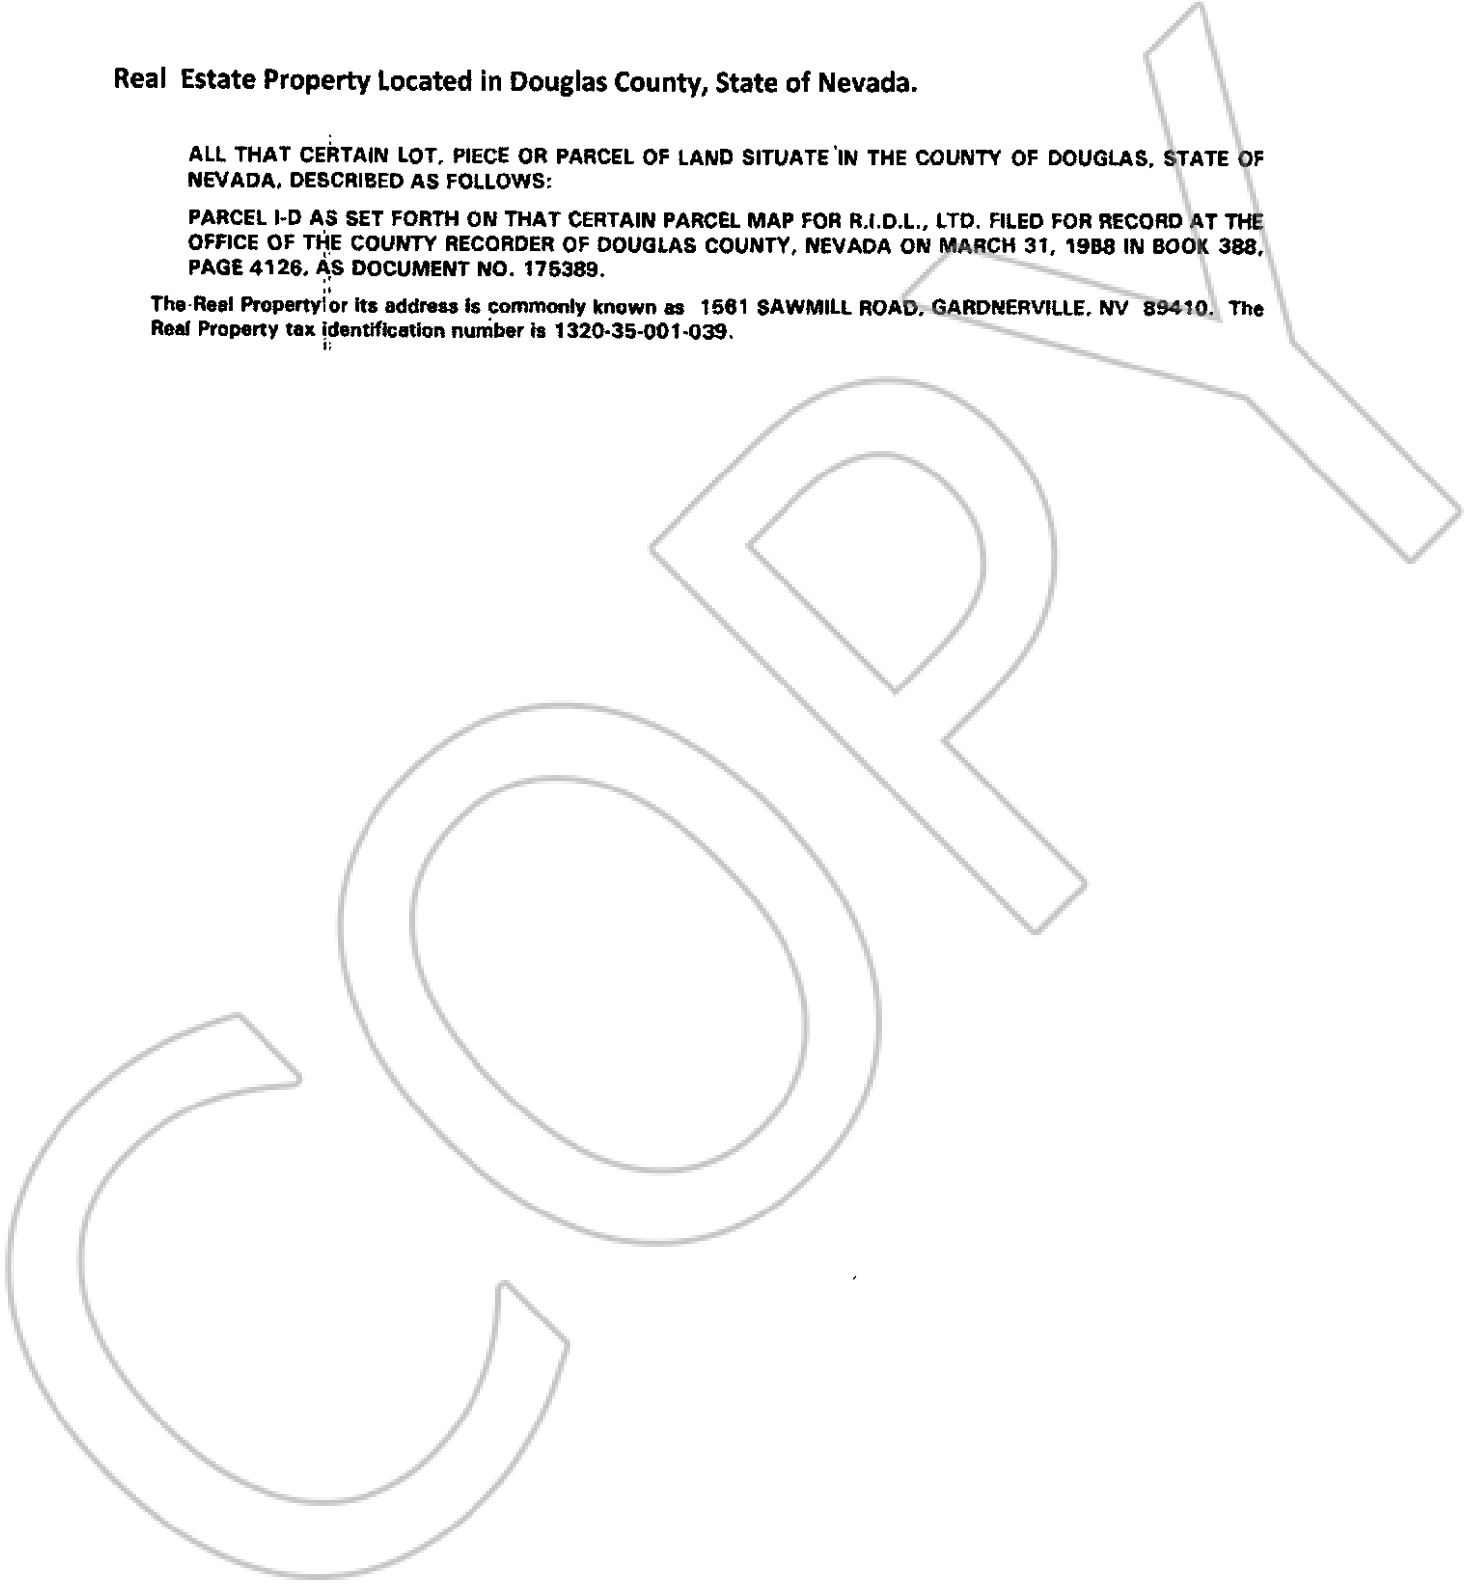 Real Estate Property Located in Douglas County, State of Nevada.
ALL THAT CERTAIN LOT, PIECE OR PARCEL OF LAND SITUATE IN THE COUNTY OF DOUGLAS, STATE OF
NEVADA, DESCRIBED AS FOLLOWS:
PARCEL I-D AS SET FORTH ON THAT CERTAIN PARCEL MAP FOR R.I.D.L., LTD. FILED FOR RECORD AT THE
OFFICE OF THE COUNTY RECORDER OF DOUGLAS COUNTY, NEVADA ON MARCH 31, 1988 IN BOOK 388,
PAGE 4126, AS DOCUMENT NO. 175389.
The Real Property or its address is commonly known as 1561 SAWMILL ROAD, GARDNERVILLE, NV 89410. The
Real Property tax identification number is 1320-35-001-039.
COPY